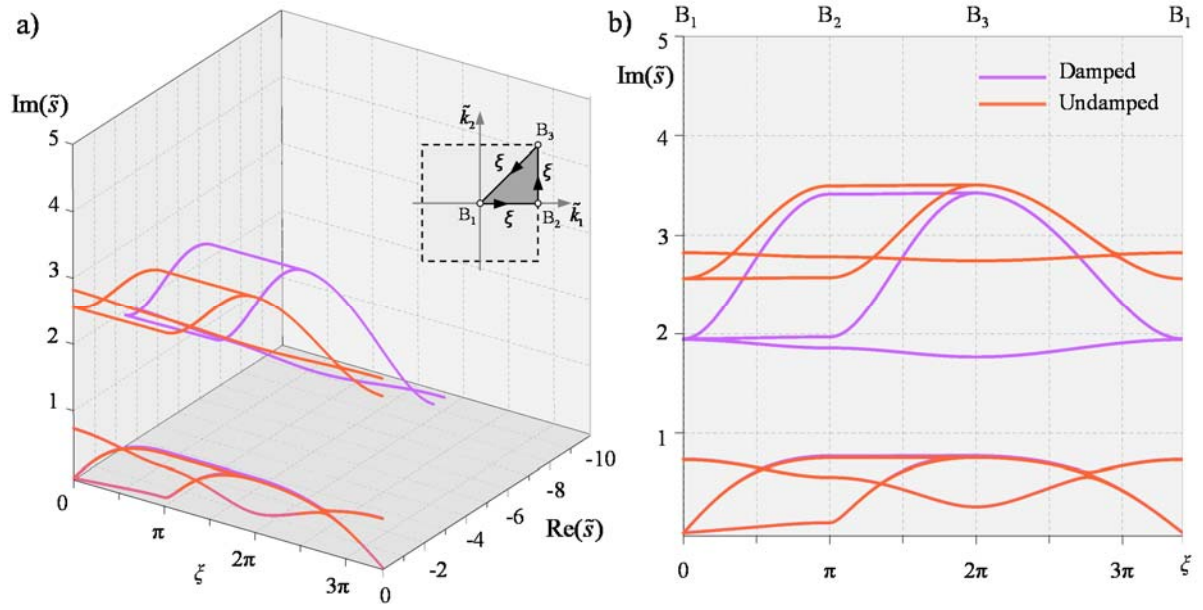 a)
Im(s̃)
5
4
3
2
1
0
π
2π
3π
ξ
0
-2
-4
-6
-8
-10
Re(s̃)
k̃₂
B₃
ξ
ξ
B₁
ξ
B₂
k̃₁
b)
B₁ B₂ B₃ B₁
5
Im(s̃)
4
3
2
1
Damped
Undamped
0 π 2π 3π ξ